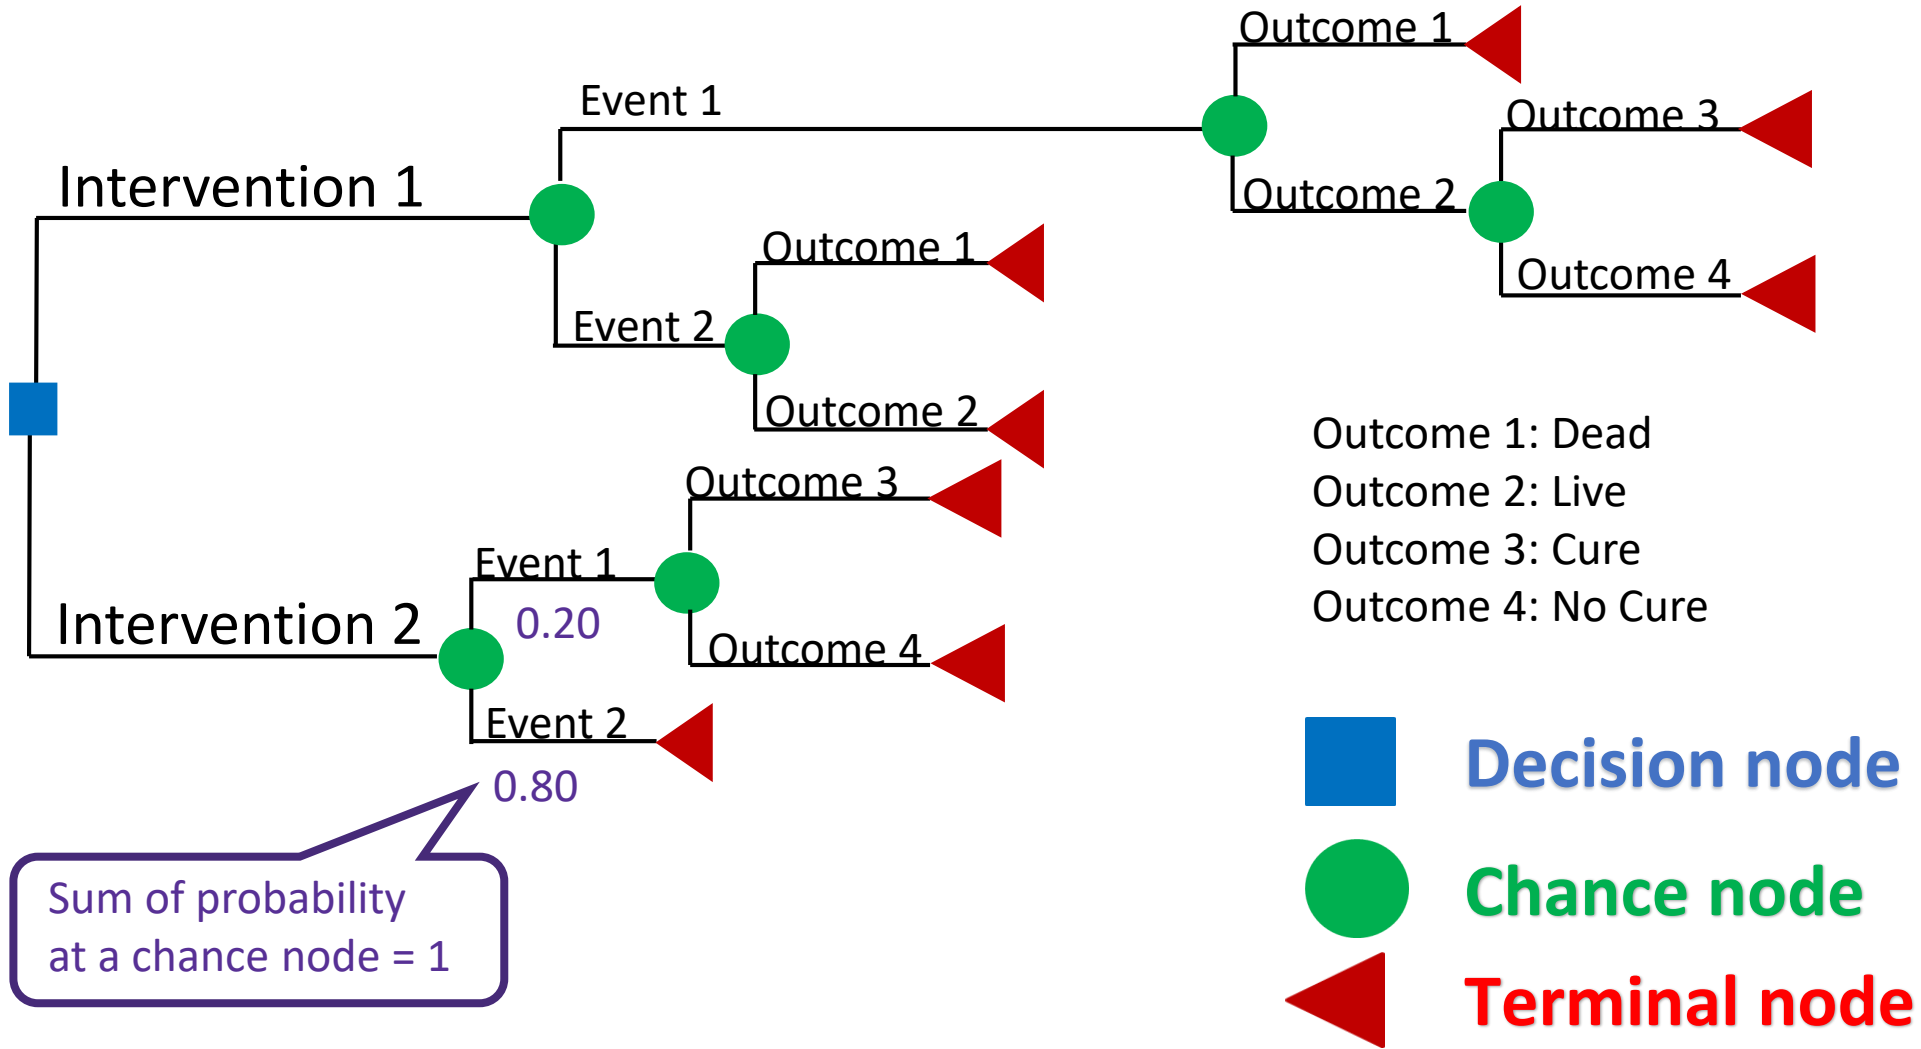 Outcome 1
Event 1
Outcome 3
Intervention 1
Outcome 2
Outcome 1
Outcome 4
Event 2
Outcome 2
Outcome 3
Event 1
Intervention 2
0.20
Outcome 4
Event 2
0.80
Outcome 1: Dead
Outcome 2: Live
Outcome 3: Cure
Outcome 4: No Cure
Sum of probability
at a chance node = 1
Decision node
Chance node
Terminal node